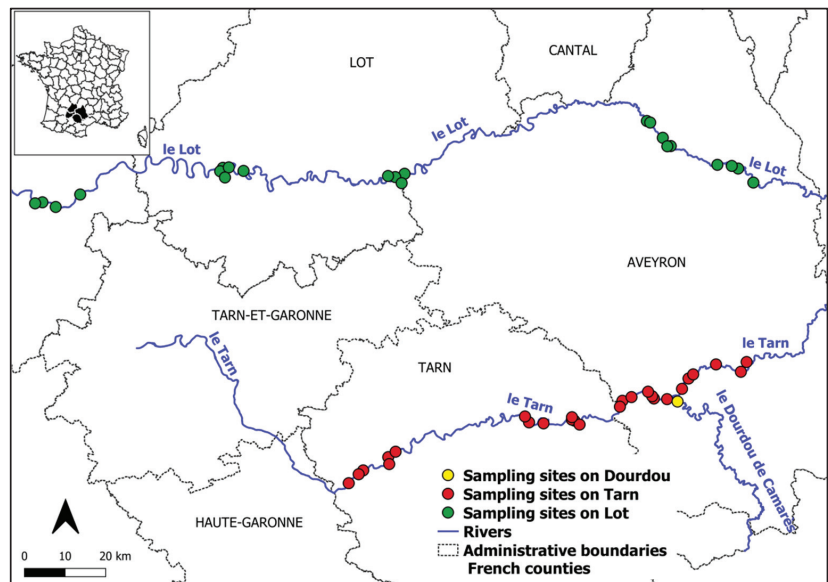 LOT
CANTAL
le Lot
le Lot
le Lot
AVEYRON
TARN-ET-GARONNE
le Tarn
TARN
le Tarn
le Tarn
le Dourdou de Camarès
HAUTE-GARONNE
Sampling sites on Dourdou
Sampling sites on Tarn
Sampling sites on Lot
Rivers
Administrative boundaries
French counties
0 10 20 km